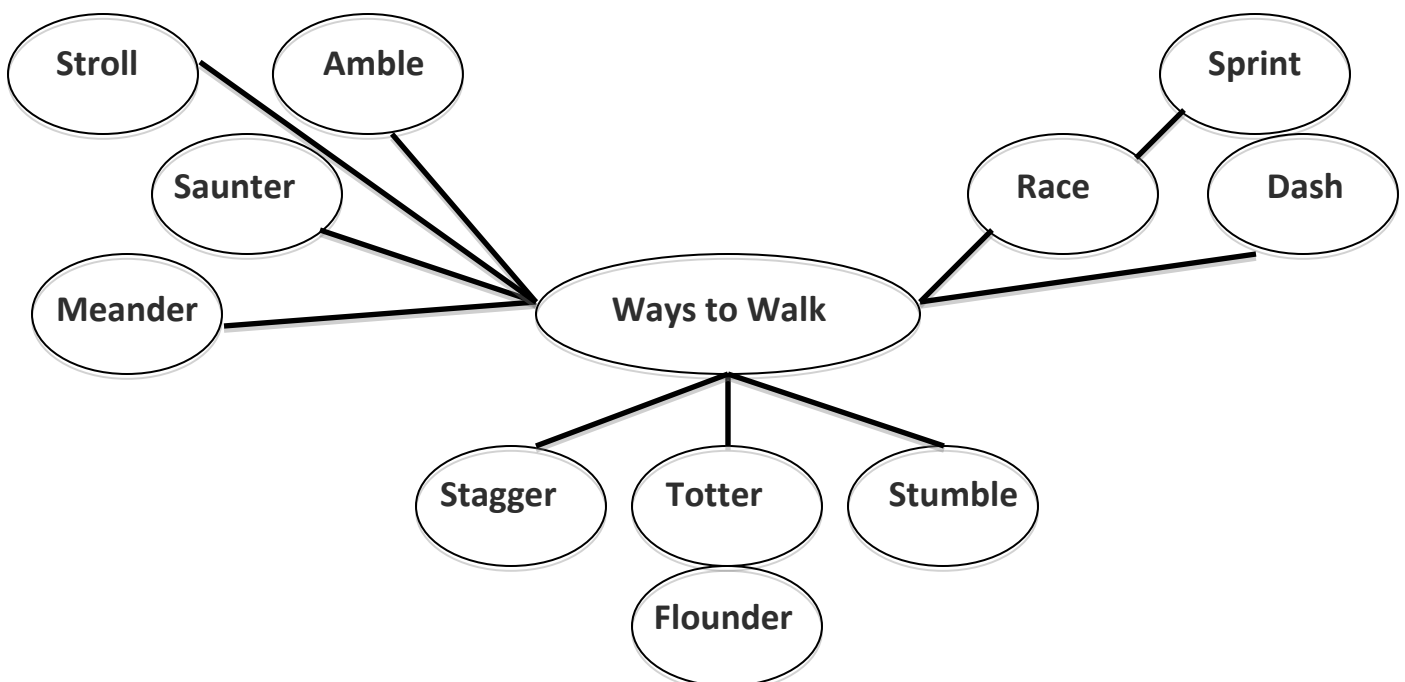 Stroll
Amble
Sprint
Saunter
Race
Dash
Meander
Ways to Walk
Stagger
Totter
Stumble
Flounder